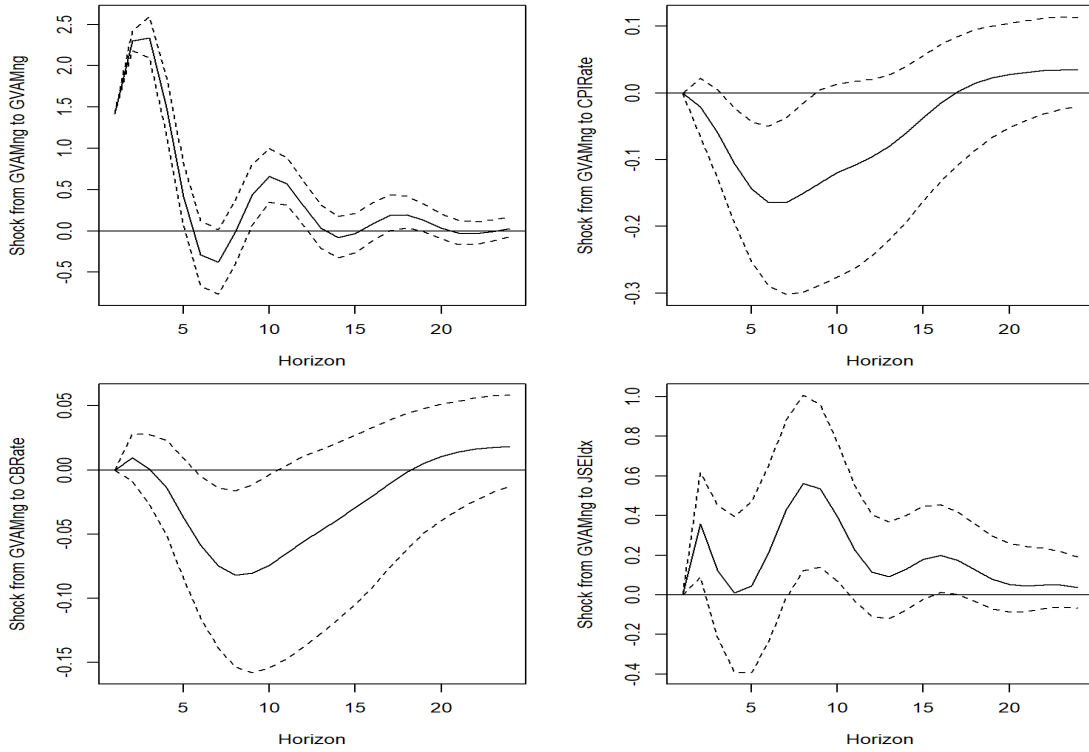 Shock from GVAMng to GVAMng
2.5
2.0
1.5
1.0
0.5
0.0
-0.5
5 10 15 20
Horizon
Shock from GVAMng to CPIRate
0.1
0.0
-0.1
-0.2
-0.3
5 10 15 20
Horizon
Shock from GVAMng to CBRate
0.05
0.00
-0.05
-0.10
-0.15
5 10 15 20
Horizon
Shock from GVAMng to JSEIdx
1.0
0.8
0.6
0.4
0.2
0.0
-0.2
-0.4
5 10 15 20
Horizon